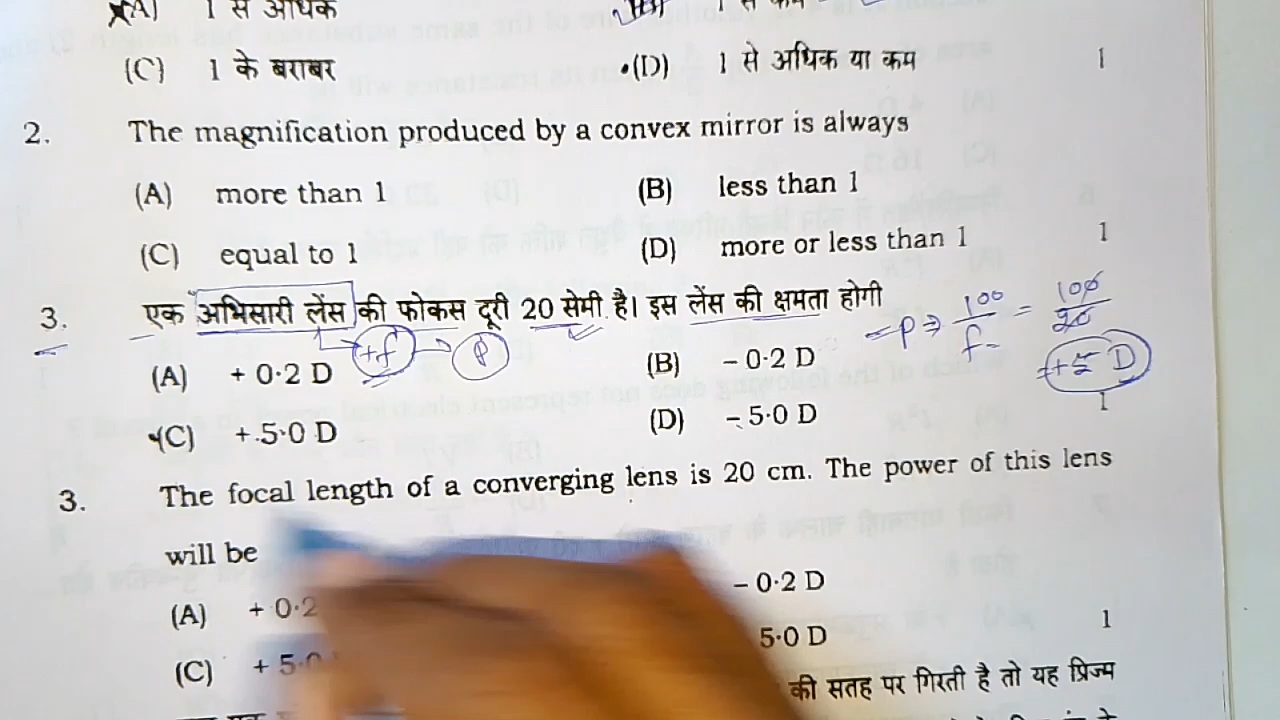 (A) 1 से अधिक 1 से कम
(C) 1 के बराबर (D) 1 से अधिक या कम 1
2. The magnification produced by a convex mirror is always
(A) more than 1 (B) less than 1
(C) equal to 1 (D) more or less than 1 1
3. एक अभिसारी लेंस की फोकस दूरी 20 सेमी है। इस लेंस की क्षमता होगी
P ⇒ 100/f = 100/20
+f → P
+5 D
(A) + 0·2 D (B) – 0·2 D
(C) + 5·0 D (D) – 5·0 D 1
3. The focal length of a converging lens is 20 cm. The power of this lens
will be
(A) + 0·2 – 0·2 D
(C) + 5·0 5·0 D 1
की सतह पर गिरती है तो यह प्रिज्म